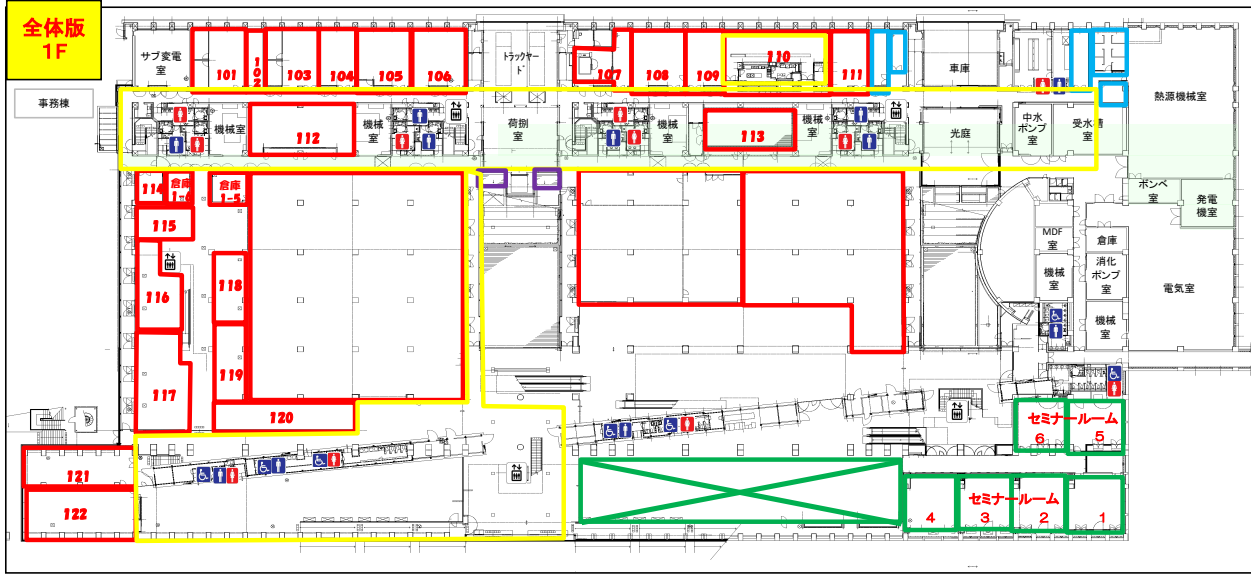 全体版
1F
事務棟
サブ変電
室
101
102
103
104
105
106
トラックヤー
ド
107
108
109
110
111
車庫
熱源機械室
機械室
112
機械
室
荷捌
室
機械
室
113
機械
室
光庭
中水
ポンプ
室
受水槽
室
114
倉庫
1-6
倉庫
1-5
115
116
117
118
119
120
121
122
ボンベ
室
発電
機室
MDF
室
倉庫
機械
室
消化
ポンプ
室
電気室
機械
室
セミナールーム
6
5
セミナールーム
4
3
2
1